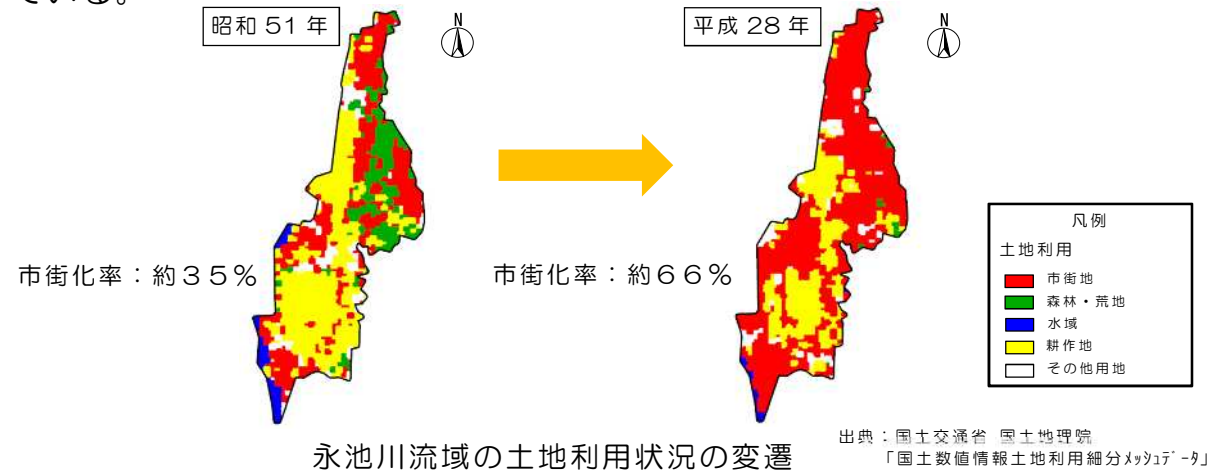 ている。
昭和 51 年
N
平成 28 年
N
市街化率：約３５％
市街化率：約６６％
凡例
土地利用
市街地
森林・荒地
水域
耕作地
その他用地
永池川流域の土地利用状況の変遷
出典：国土交通省 国土地理院
「国土数値情報土地利用細分ﾒｯｼｭﾃﾞｰﾀ」